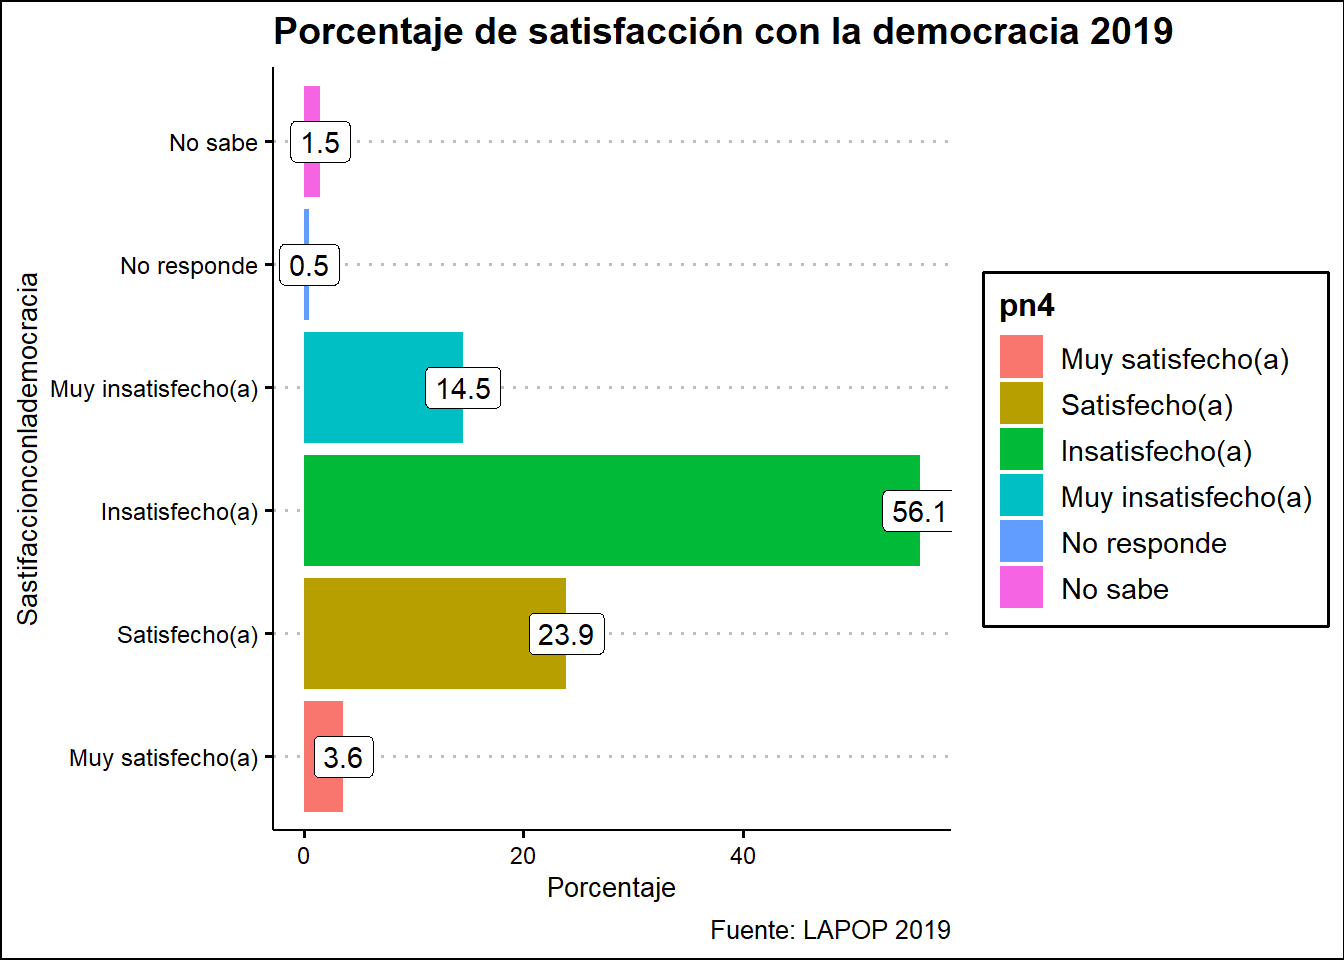 Porcentaje de satisfacción con la democracia 2019
Sastifaccionconlademocracia
No sabe
1.5
No responde
0.5
Muy insatisfecho(a)
14.5
Insatisfecho(a)
56.1
Satisfecho(a)
23.9
Muy satisfecho(a)
3.6
0
20
40
Porcentaje
Fuente: LAPOP 2019
pn4
Muy satisfecho(a)
Satisfecho(a)
Insatisfecho(a)
Muy insatisfecho(a)
No responde
No sabe